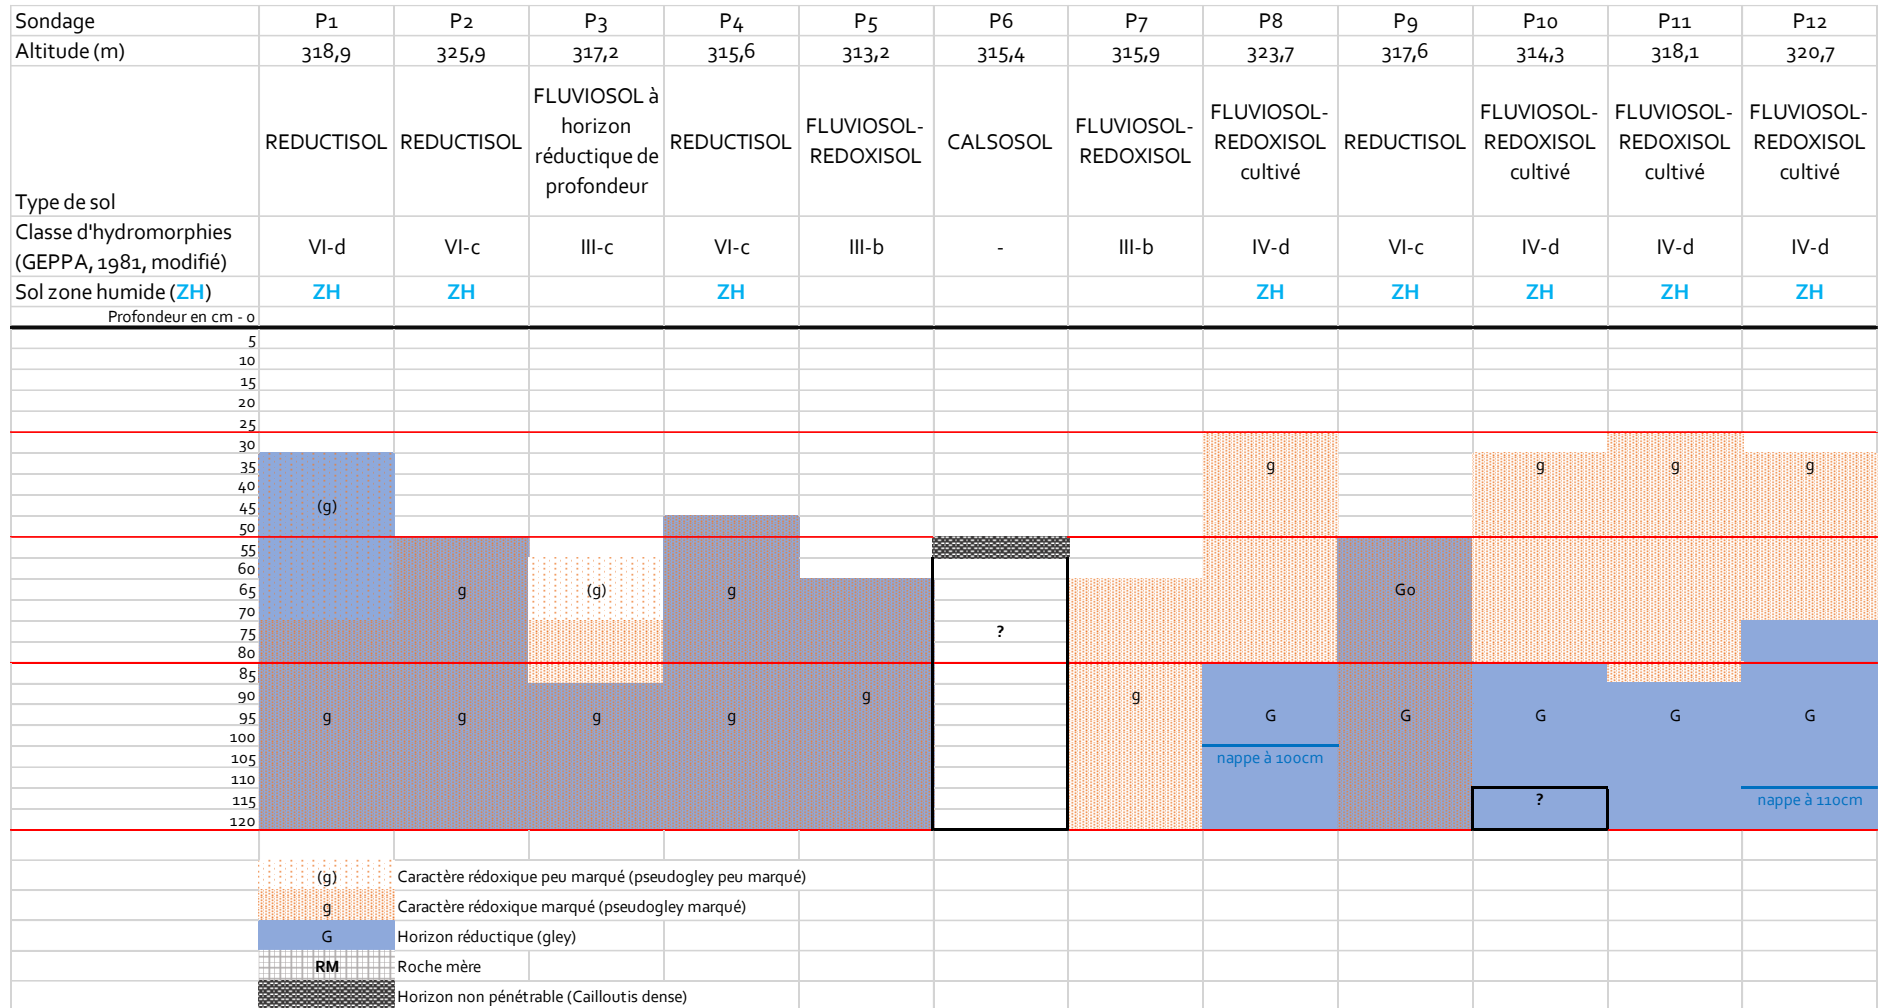 Sondage P1 P2 P3 P4 P5 P6 P7 P8 P9 P10 P11 P12
Altitude (m) 318,9 325,9 317,2 315,6 313,2 315,4 315,9 323,7 317,6 314,3 318,1 320,7
Type de sol
REDUCTISOL
REDUCTISOL
FLUVIOSOL à
horizon
réductique de
profondeur
REDUCTISOL
FLUVIOSOL-
REDOXISOL
CALSOSOL
FLUVIOSOL-
REDOXISOL
FLUVIOSOL-
REDOXISOL
cultivé
REDUCTISOL
FLUVIOSOL-
REDOXISOL
cultivé
FLUVIOSOL-
REDOXISOL
cultivé
FLUVIOSOL-
REDOXISOL
cultivé
Classe d'hydromorphies
(GEPPA, 1981, modifié)
VI-d VI-c III-c VI-c III-b - III-b IV-d VI-c IV-d IV-d IV-d
Sol zone humide (ZH) ZH ZH ZH ZH ZH ZH ZH ZH
Profondeur en cm - 0
5
10
15
20
25
30
35 g g g g
40
45 (g)
50
55
60
65 g (g) g Go
70
75 ?
80
85
90 g g
95 g g g g G G G G G
100
105 nappe à 100cm
110
115 ? nappe à 110cm
120
(g) Caractère rédoxique peu marqué (pseudogley peu marqué)
g Caractère rédoxique marqué (pseudogley marqué)
G Horizon réductique (gley)
RM Roche mère
Horizon non pénétrable (Cailloutis dense)